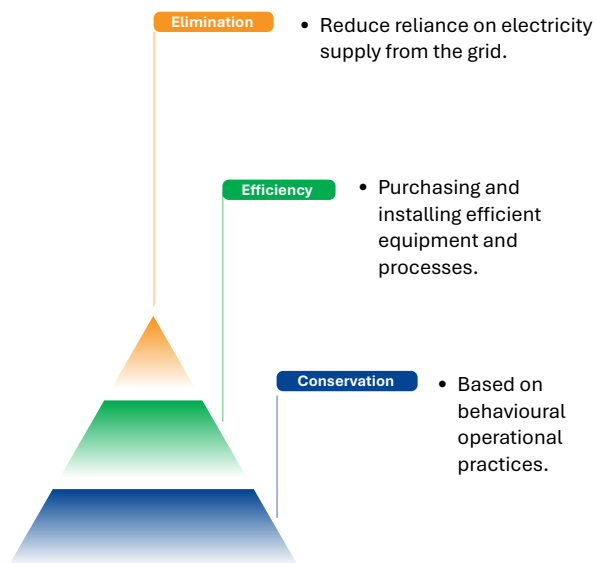 Elimination
• Reduce reliance on electricity
supply from the grid.
Efficiency
• Purchasing and
installing efficient
equipment and
processes.
Conservation
• Based on
behavioural
operational
practices.